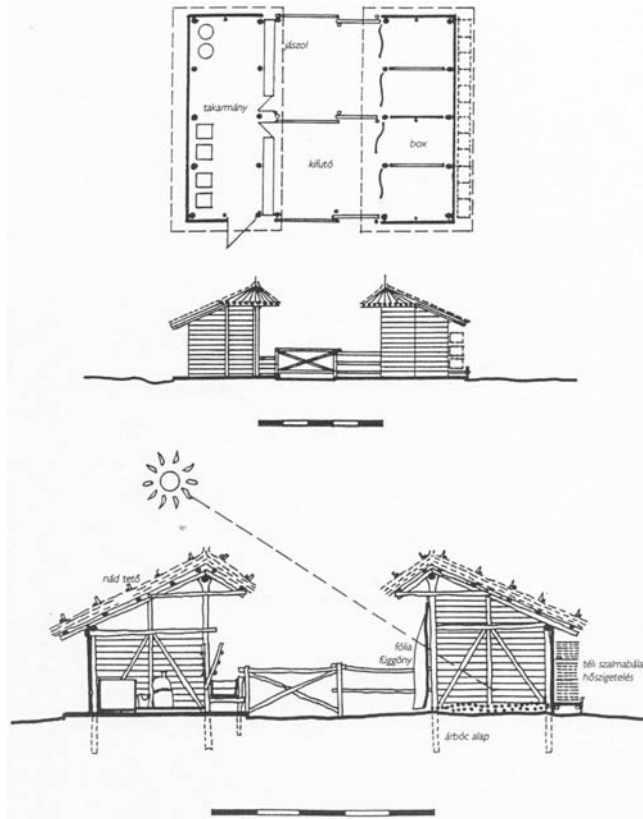 jászol
takarmány
box
kifutó
nád tető
fólia
függöny
téli szalmabála
hőszigetelés
árbóc alap